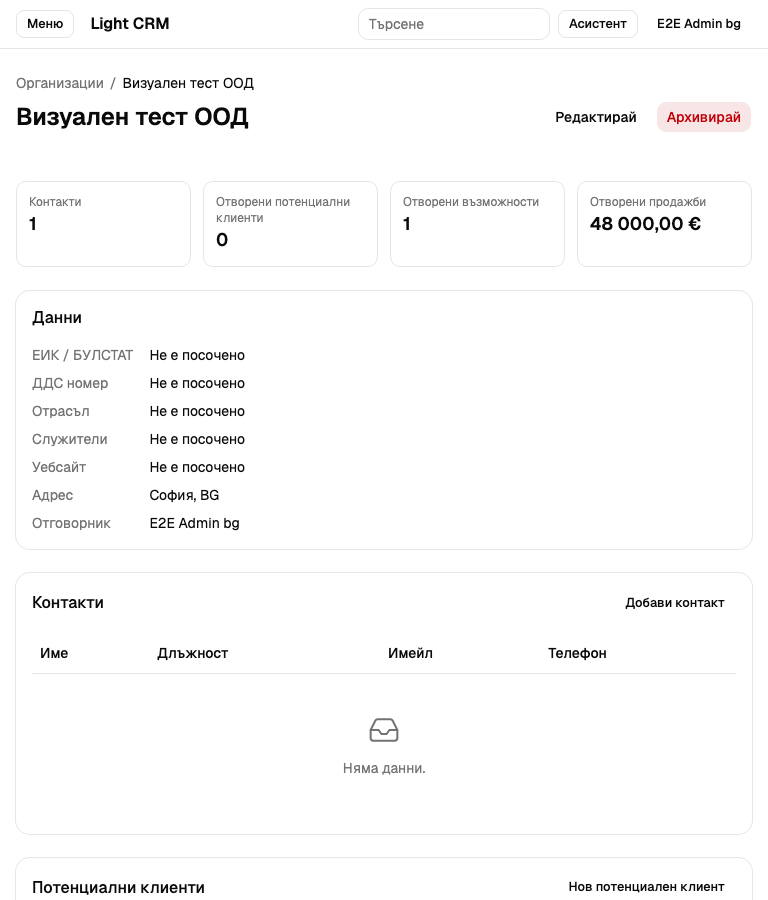 Меню
Light CRM
Търсене
Асистент
E2E Admin bg
Организации / Визуален тест ООД
Визуален тест ООД
Редактирай
Архивирай
Контакти
1
Отворени потенциални
клиенти
0
Отворени възможности
1
Отворени продажби
48 000,00 €
Данни
ЕИК / БУЛСТАТ Не е посочено
ДДС номер Не е посочено
Отрасъл Не е посочено
Служители Не е посочено
Уебсайт Не е посочено
Адрес София, BG
Отговорник E2E Admin bg
Контакти
Добави контакт
Име Длъжност Имейл Телефон
Няма данни.
Потенциални клиенти
Нов потенциален клиент